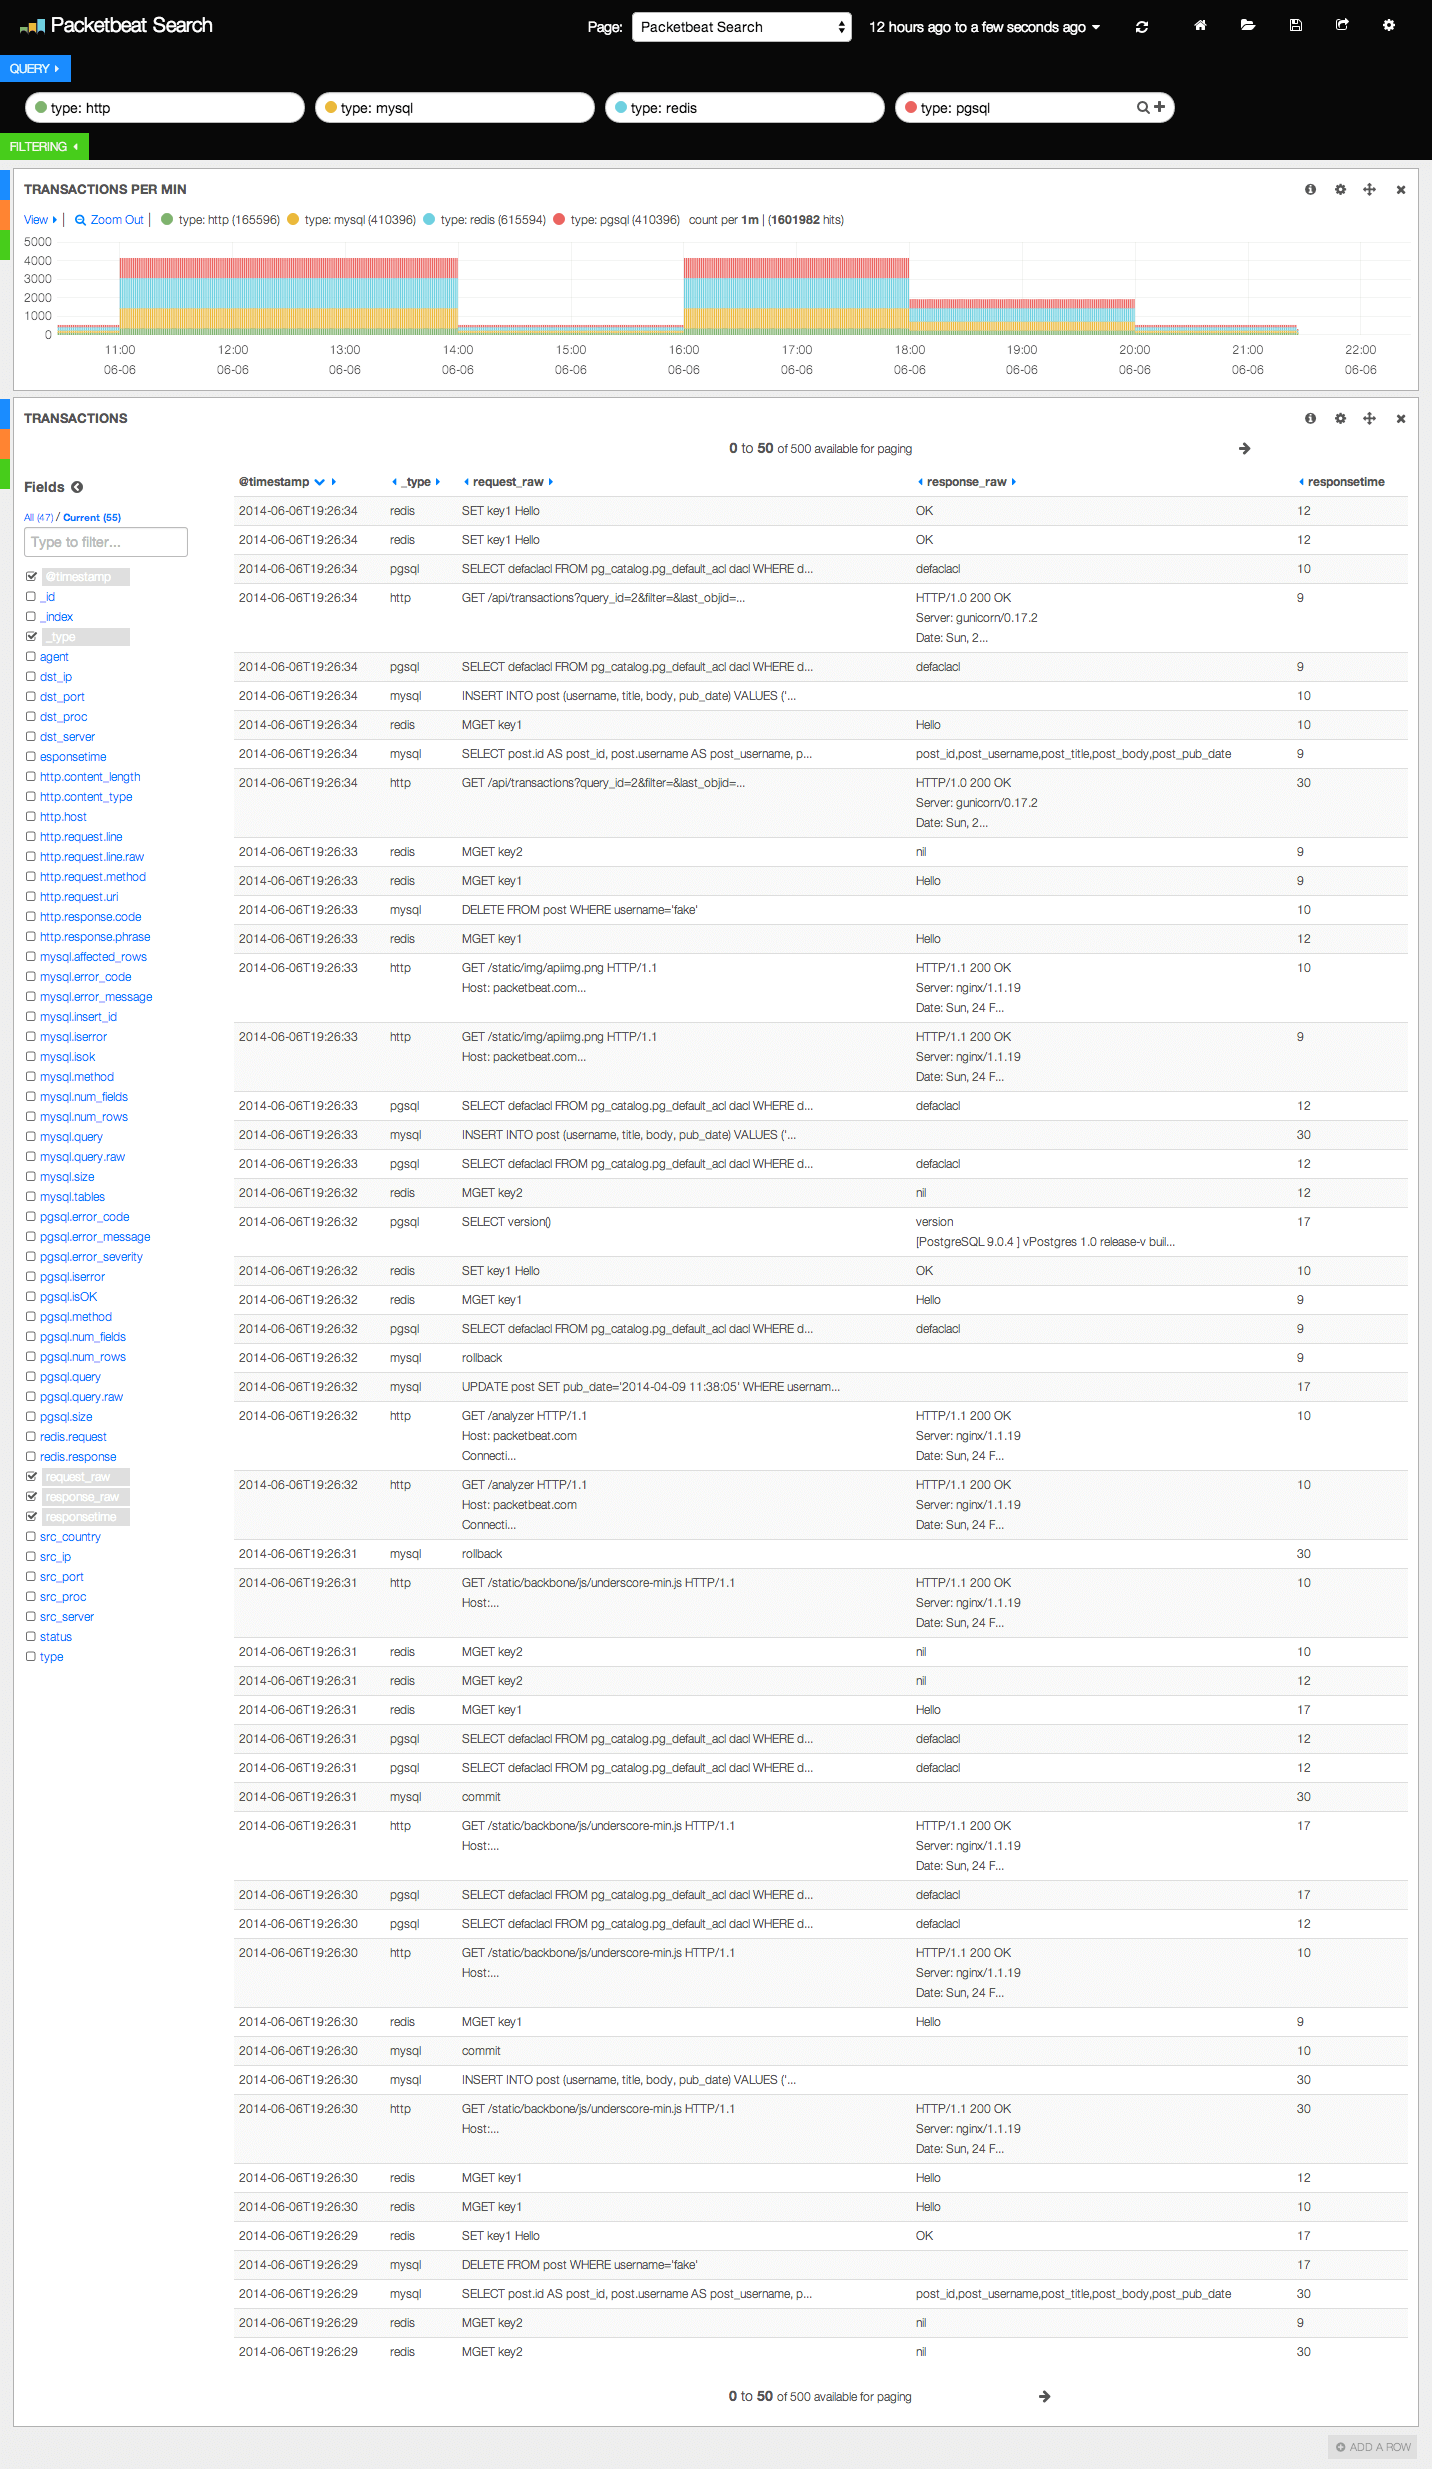 Packetbeat Search
Page: Packetbeat Search 12 hours ago to a few seconds ago
QUERY
type: http type: mysql type: redis type: pgsql
FILTERING
TRANSACTIONS PER MIN
View | Zoom Out | type: http (165596) type: mysql (410396) type: redis (615594) type: pgsql (410396) count per 1m | (1601982 hits)
5000
4000
3000
2000
1000
0
11:00 12:00 13:00 14:00 15:00 16:00 17:00 18:00 19:00 20:00 21:00 22:00
06-06 06-06 06-06 06-06 06-06 06-06 06-06 06-06 06-06 06-06 06-06 06-06
TRANSACTIONS
0 to 50 of 500 available for paging
Fields
All (47) / Current (55)
Type to filter...
@timestamp
_id
_index
_type
agent
dst_ip
dst_port
dst_proc
dst_server
esponsetime
http.content_length
http.content_type
http.host
http.request.line
http.request.line.raw
http.request.method
http.request.uri
http.response.code
http.response.phrase
mysql.affected_rows
mysql.error_code
mysql.error_message
mysql.insert_id
mysql.iserror
mysql.isok
mysql.method
mysql.num_fields
mysql.num_rows
mysql.query
mysql.query.raw
mysql.size
mysql.tables
pgsql.error_code
pgsql.error_message
pgsql.error_severity
pgsql.iserror
pgsql.isOK
pgsql.method
pgsql.num_fields
pgsql.num_rows
pgsql.query
pgsql.query.raw
pgsql.size
redis.request
redis.response
request_raw
response_raw
responsetime
src_country
src_ip
src_port
src_proc
src_server
status
type
@timestamp _type request_raw response_raw responsetime
2014-06-06T19:26:34 redis SET key1 Hello OK 12
2014-06-06T19:26:34 redis SET key1 Hello OK 12
2014-06-06T19:26:34 pgsql SELECT defaclacl FROM pg_catalog.pg_default_acl dacl WHERE d... defaclacl 10
2014-06-06T19:26:34 http GET /api/transactions?query_id=2&filter=&last_objid=... HTTP/1.0 200 OK 9
Server: gunicorn/0.17.2
Date: Sun, 2...
2014-06-06T19:26:34 pgsql SELECT defaclacl FROM pg_catalog.pg_default_acl dacl WHERE d... defaclacl 9
2014-06-06T19:26:34 mysql INSERT INTO post (username, title, body, pub_date) VALUES ('... 10
2014-06-06T19:26:34 redis MGET key1 Hello 10
2014-06-06T19:26:34 mysql SELECT post.id AS post_id, post.username AS post_username, p... post_id,post_username,post_title,post_body,post_pub_date 9
2014-06-06T19:26:34 http GET /api/transactions?query_id=2&filter=&last_objid=... HTTP/1.0 200 OK 30
Server: gunicorn/0.17.2
Date: Sun, 2...
2014-06-06T19:26:33 redis MGET key2 nil 9
2014-06-06T19:26:33 redis MGET key1 Hello 9
2014-06-06T19:26:33 mysql DELETE FROM post WHERE username='fake' 10
2014-06-06T19:26:33 redis MGET key1 Hello 12
2014-06-06T19:26:33 http GET /static/img/apiimg.png HTTP/1.1 HTTP/1.1 200 OK 10
Host: packetbeat.com... Server: nginx/1.1.19
Date: Sun, 24 F...
2014-06-06T19:26:33 http GET /static/img/apiimg.png HTTP/1.1 HTTP/1.1 200 OK 9
Host: packetbeat.com... Server: nginx/1.1.19
Date: Sun, 24 F...
2014-06-06T19:26:33 pgsql SELECT defaclacl FROM pg_catalog.pg_default_acl dacl WHERE d... defaclacl 12
2014-06-06T19:26:33 mysql INSERT INTO post (username, title, body, pub_date) VALUES ('... 30
2014-06-06T19:26:33 pgsql SELECT defaclacl FROM pg_catalog.pg_default_acl dacl WHERE d... defaclacl 12
2014-06-06T19:26:32 redis MGET key2 nil 12
2014-06-06T19:26:32 pgsql SELECT version() version 17
[PostgreSQL 9.0.4 ] vPostgres 1.0 release-v buil...
2014-06-06T19:26:32 redis SET key1 Hello OK 10
2014-06-06T19:26:32 redis MGET key1 Hello 9
2014-06-06T19:26:32 pgsql SELECT defaclacl FROM pg_catalog.pg_default_acl dacl WHERE d... defaclacl 9
2014-06-06T19:26:32 mysql rollback 9
2014-06-06T19:26:32 mysql UPDATE post SET pub_date='2014-04-09 11:38:05' WHERE usernam... 17
2014-06-06T19:26:32 http GET /analyzer HTTP/1.1 HTTP/1.1 200 OK 10
Host: packetbeat.com Server: nginx/1.1.19
Connecti... Date: Sun, 24 F...
2014-06-06T19:26:32 http GET /analyzer HTTP/1.1 HTTP/1.1 200 OK 10
Host: packetbeat.com Server: nginx/1.1.19
Connecti... Date: Sun, 24 F...
2014-06-06T19:26:31 mysql rollback 30
2014-06-06T19:26:31 http GET /static/backbone/js/underscore-min.js HTTP/1.1 HTTP/1.1 200 OK 10
Host:... Server: nginx/1.1.19
Date: Sun, 24 F...
2014-06-06T19:26:31 redis MGET key2 nil 10
2014-06-06T19:26:31 redis MGET key2 nil 12
2014-06-06T19:26:31 redis MGET key1 Hello 17
2014-06-06T19:26:31 pgsql SELECT defaclacl FROM pg_catalog.pg_default_acl dacl WHERE d... defaclacl 12
2014-06-06T19:26:31 pgsql SELECT defaclacl FROM pg_catalog.pg_default_acl dacl WHERE d... defaclacl 12
2014-06-06T19:26:31 mysql commit 30
2014-06-06T19:26:31 http GET /static/backbone/js/underscore-min.js HTTP/1.1 HTTP/1.1 200 OK 17
Host:... Server: nginx/1.1.19
Date: Sun, 24 F...
2014-06-06T19:26:30 pgsql SELECT defaclacl FROM pg_catalog.pg_default_acl dacl WHERE d... defaclacl 17
2014-06-06T19:26:30 pgsql SELECT defaclacl FROM pg_catalog.pg_default_acl dacl WHERE d... defaclacl 12
2014-06-06T19:26:30 http GET /static/backbone/js/underscore-min.js HTTP/1.1 HTTP/1.1 200 OK 10
Host:... Server: nginx/1.1.19
Date: Sun, 24 F...
2014-06-06T19:26:30 redis MGET key1 Hello 9
2014-06-06T19:26:30 mysql commit 10
2014-06-06T19:26:30 mysql INSERT INTO post (username, title, body, pub_date) VALUES ('... 30
2014-06-06T19:26:30 http GET /static/backbone/js/underscore-min.js HTTP/1.1 HTTP/1.1 200 OK 30
Host:... Server: nginx/1.1.19
Date: Sun, 24 F...
2014-06-06T19:26:30 redis MGET key1 Hello 12
2014-06-06T19:26:30 redis MGET key1 Hello 10
2014-06-06T19:26:29 redis SET key1 Hello OK 17
2014-06-06T19:26:29 mysql DELETE FROM post WHERE username='fake' 17
2014-06-06T19:26:29 mysql SELECT post.id AS post_id, post.username AS post_username, p... post_id,post_username,post_title,post_body,post_pub_date 30
2014-06-06T19:26:29 redis MGET key2 nil 9
2014-06-06T19:26:29 redis MGET key2 nil 30
0 to 50 of 500 available for paging
ADD A ROW